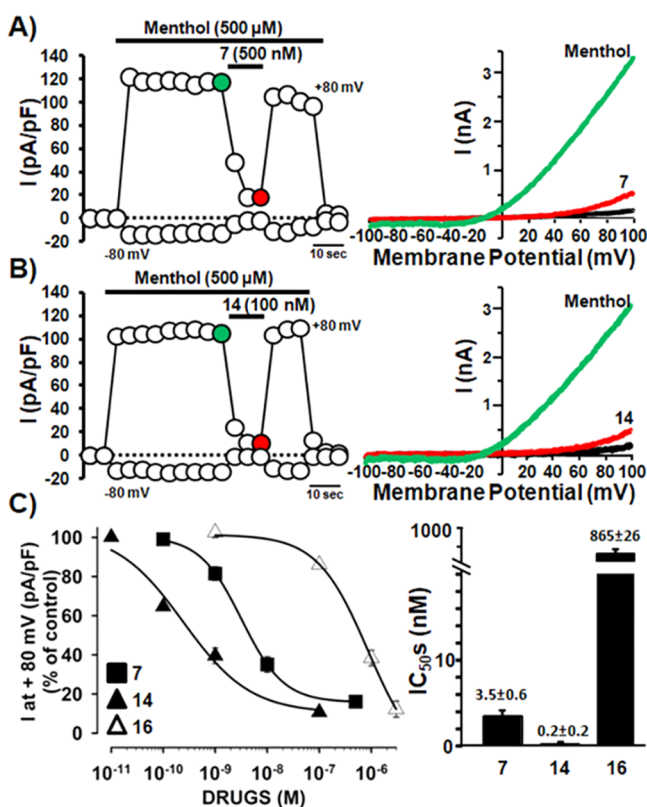 A)
Menthol (500 µM)
7 (500 nM)
+80 mV
I (pA/pF)
140
120
100
80
60
40
20
0
-20
-80 mV
10 sec
I (nA)
3
2
1
Menthol
7
-100 -80 -60 -40 -20 0 20 40 60 80 100
Membrane Potential (mV)
B)
Menthol (500 µM)
14 (100 nM)
+80 mV
I (pA/pF)
140
120
100
80
60
40
20
0
-20
-80 mV
10 sec
I (nA)
3
2
1
Menthol
14
-100 -80 -60 -40 -20 0 20 40 60 80 100
Membrane Potential (mV)
C)
I at + 80 mV (pA/pF)
(% of control)
100
80
60
40
20
0
7
14
16
10⁻¹¹ 10⁻¹⁰ 10⁻⁹ 10⁻⁸ 10⁻⁷ 10⁻⁶
DRUGS (M)
IC₅₀s (nM)
1000
10
0
3.5±0.6
0.2±0.2
865±26
7 14 16